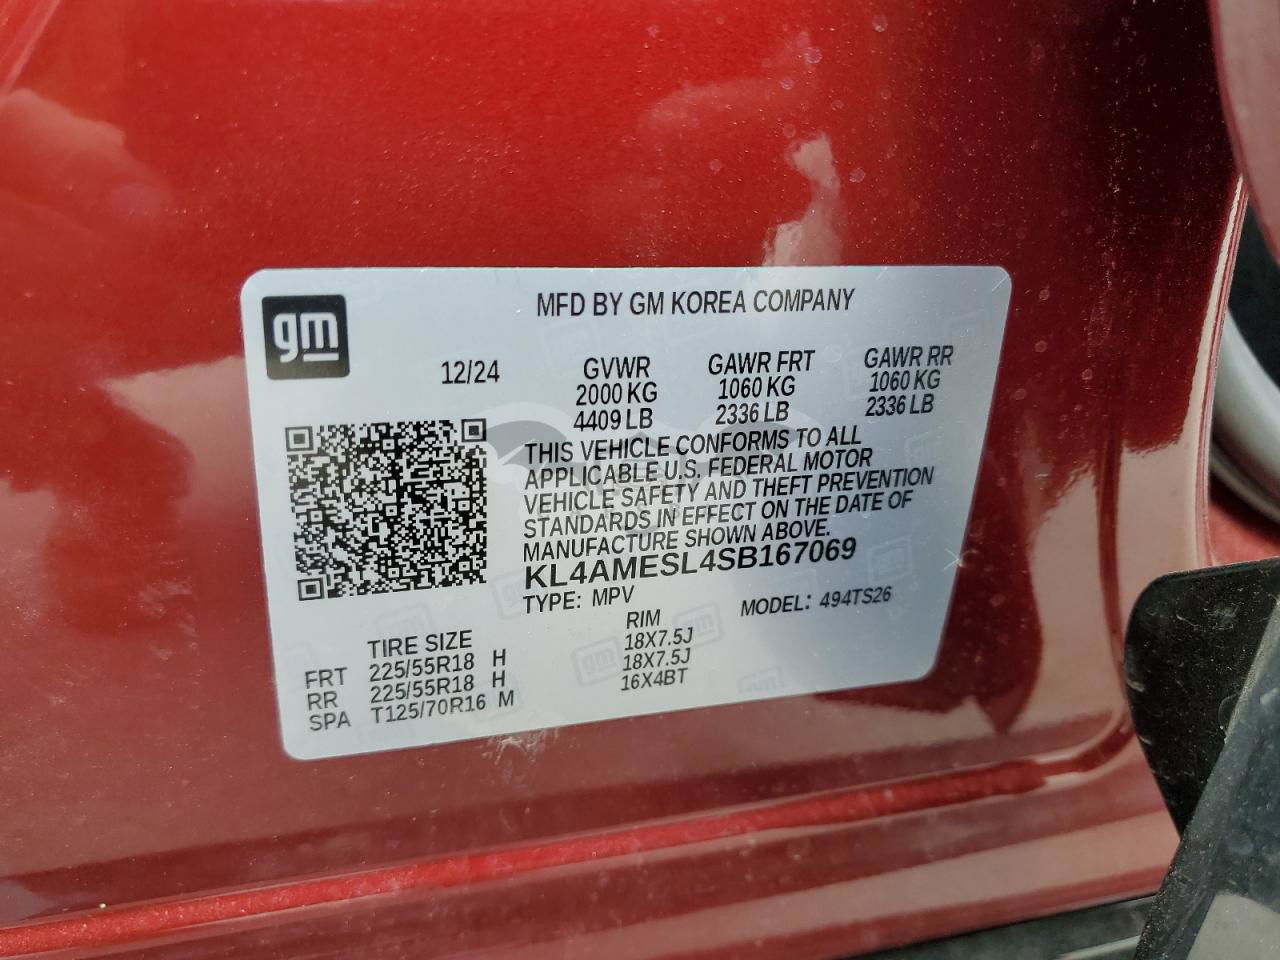 gm
MFD BY GM KOREA COMPANY
12/24
GVWR GAWR FRT GAWR RR
2000 KG 1060 KG 1060 KG
4409 LB 2336 LB 2336 LB
THIS VEHICLE CONFORMS TO ALL
APPLICABLE U.S. FEDERAL MOTOR
VEHICLE SAFETY AND THEFT PREVENTION
STANDARDS IN EFFECT ON THE DATE OF
MANUFACTURE SHOWN ABOVE.
KL4AMESL4SB167069
TYPE: MPV MODEL: 494TS26
TIRE SIZE RIM
FRT 225/55R18 H 18X7.5J
RR 225/55R18 H 18X7.5J
SPA T125/70R16 M 16X4BT